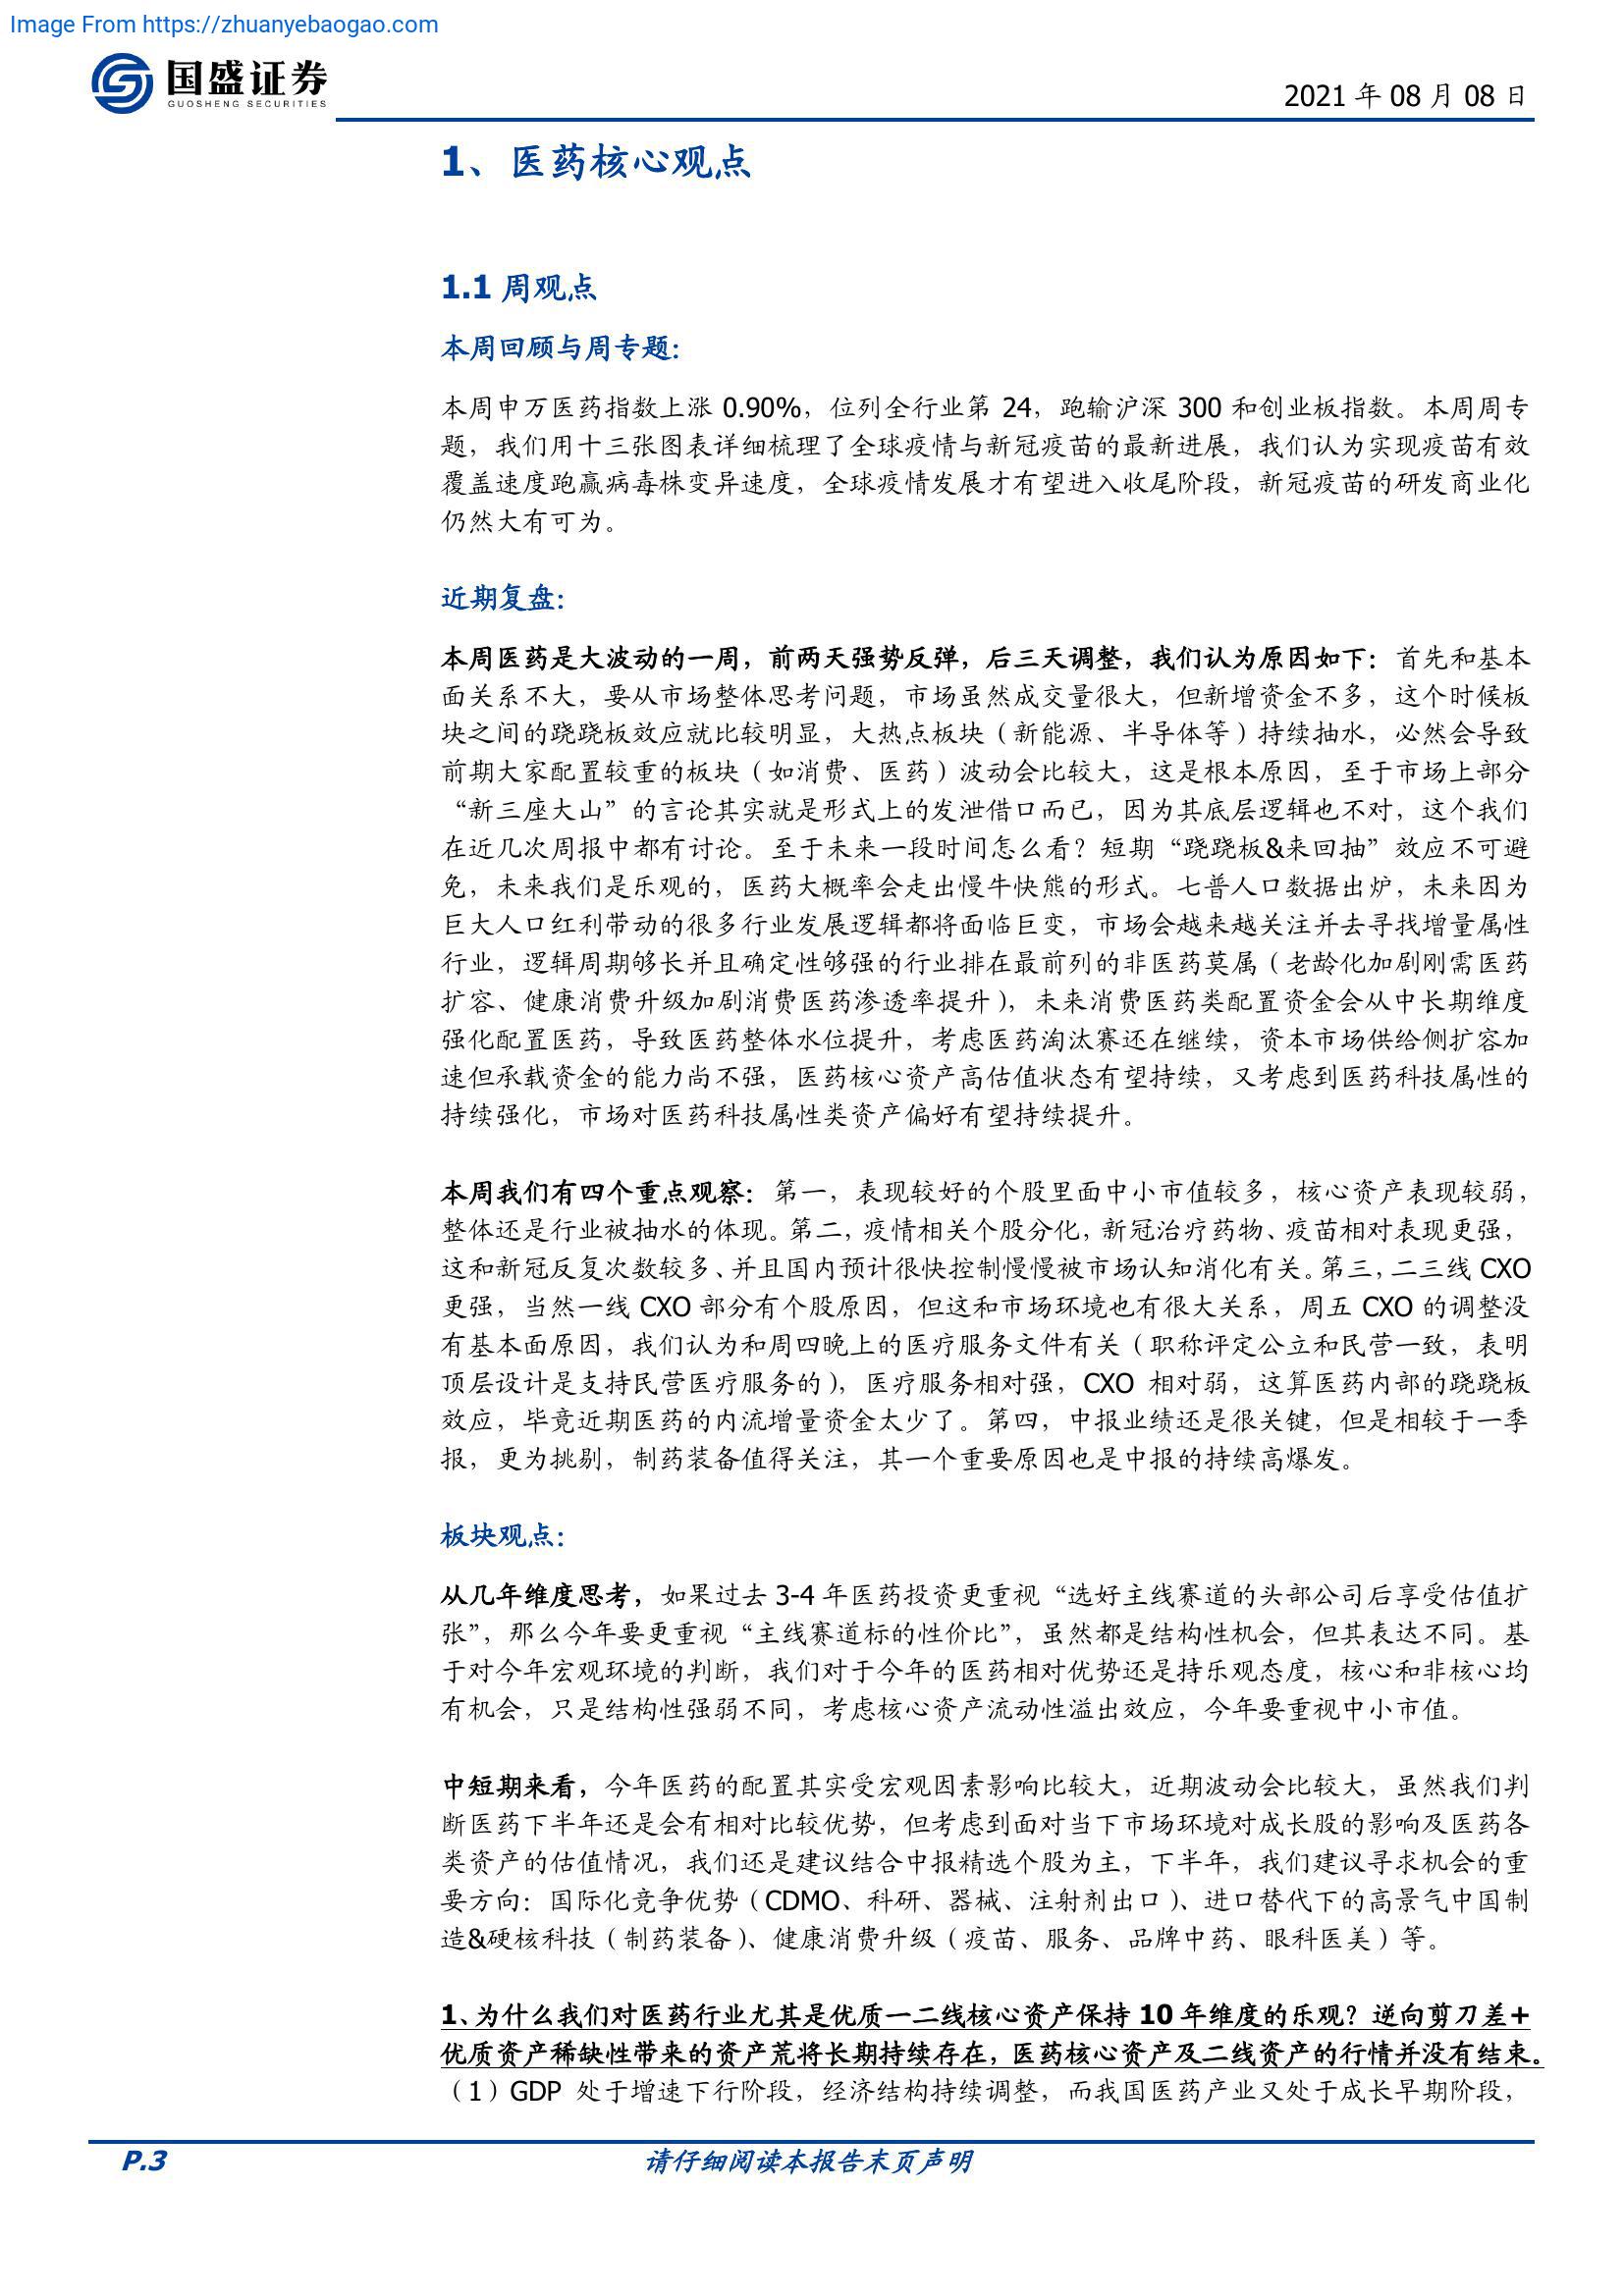 Image From https://zhuanyebaogao.com
国盛证券
GUOSHENG SECURITIES
2021 年 08 月 08 日
1、医药核心观点
1.1 周观点
本周回顾与周专题：
本周申万医药指数上涨 0.90%，位列全行业第 24，跑输沪深 300 和创业板指数。本周周专
题，我们用十三张图表详细梳理了全球疫情与新冠疫苗的最新进展，我们认为实现疫苗有效
覆盖速度跑赢病毒株变异速度，全球疫情发展才有望进入收尾阶段，新冠疫苗的研发商业化
仍然大有可为。
近期复盘：
本周医药是大波动的一周，前两天强势反弹，后三天调整，我们认为原因如下：首先和基本
面关系不大，要从市场整体思考问题，市场虽然成交量很大，但新增资金不多，这个时候板
块之间的跷跷板效应就比较明显，大热点板块（新能源、半导体等）持续抽水，必然会导致
前期大家配置较重的板块（如消费、医药）波动会比较大，这是根本原因，至于市场上部分
“新三座大山”的言论其实就是形式上的发泄借口而已，因为其底层逻辑也不对，这个我们
在近几次周报中都有讨论。至于未来一段时间怎么看？短期“跷跷板&来回抽”效应不可避
免，未来我们是乐观的，医药大概率会走出慢牛快熊的形式。七普人口数据出炉，未来因为
巨大人口红利带动的很多行业发展逻辑都将面临巨变，市场会越来越关注并去寻找增量属性
行业，逻辑周期够长并且确定性够强的行业排在最前列的非医药莫属（老龄化加剧刚需医药
扩容、健康消费升级加剧消费医药渗透率提升），未来消费医药类配置资金会从中长期维度
强化配置医药，导致医药整体水位提升，考虑医药淘汰赛还在继续，资本市场供给侧扩容加
速但承载资金的能力尚不强，医药核心资产高估值状态有望持续，又考虑到医药科技属性的
持续强化，市场对医药科技属性类资产偏好有望持续提升。
本周我们有四个重点观察：第一，表现较好的个股里面中小市值较多，核心资产表现较弱，
整体还是行业被抽水的体现。第二，疫情相关个股分化，新冠治疗药物、疫苗相对表现更强，
这和新冠反复次数较多、并且国内预计很快控制慢慢被市场认知消化有关。第三，二三线 CXO
更强，当然一线 CXO 部分有个股原因，但这和市场环境也有很大关系，周五 CXO 的调整没
有基本面原因，我们认为和周四晚上的医疗服务文件有关（职称评定公立和民营一致，表明
顶层设计是支持民营医疗服务的），医疗服务相对强，CXO 相对弱，这算医药内部的跷跷板
效应，毕竟近期医药的内流增量资金太少了。第四，中报业绩还是很关键，但是相较于一季
报，更为挑剔，制药装备值得关注，其一个重要原因也是中报的持续高爆发。
板块观点：
从几年维度思考，如果过去 3-4 年医药投资更重视“选好主线赛道的头部公司后享受估值扩
张”，那么今年要更重视“主线赛道标的性价比”，虽然都是结构性机会，但其表达不同。基
于对今年宏观环境的判断，我们对于今年的医药相对优势还是持乐观态度，核心和非核心均
有机会，只是结构性强弱不同，考虑核心资产流动性溢出效应，今年要重视中小市值。
中短期来看，今年医药的配置其实受宏观因素影响比较大，近期波动会比较大，虽然我们判
断医药下半年还是会有相对比较优势，但考虑到面对当下市场环境对成长股的影响及医药各
类资产的估值情况，我们还是建议结合中报精选个股为主，下半年，我们建议寻求机会的重
要方向：国际化竞争优势（CDMO、科研、器械、注射剂出口）、进口替代下的高景气中国制
造&硬核科技（制药装备）、健康消费升级（疫苗、服务、品牌中药、眼科医美）等。
1、为什么我们对医药行业尤其是优质一二线核心资产保持 10 年维度的乐观？逆向剪刀差+
优质资产稀缺性带来的资产荒将长期持续存在，医药核心资产及二线资产的行情并没有结束。
（1）GDP 处于增速下行阶段，经济结构持续调整，而我国医药产业又处于成长早期阶段，
P.3
请仔细阅读本报告末页声明